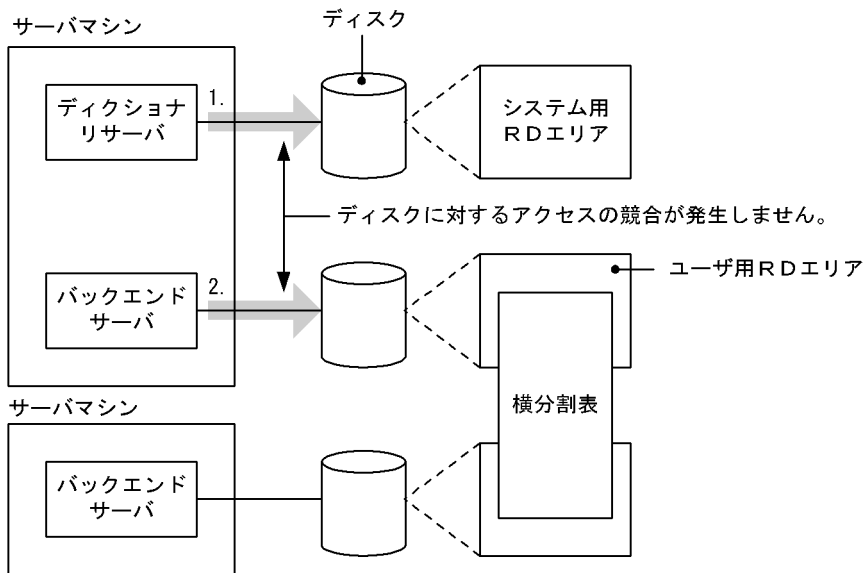 サーバマシン
ディスク
ディクショナ
リサーバ
1.
システム用
RDエリア
ディスクに対するアクセスの競合が発生しません。
バックエンド
サーバ
2.
ユーザ用RDエリア
横分割表
サーバマシン
バックエンド
サーバ